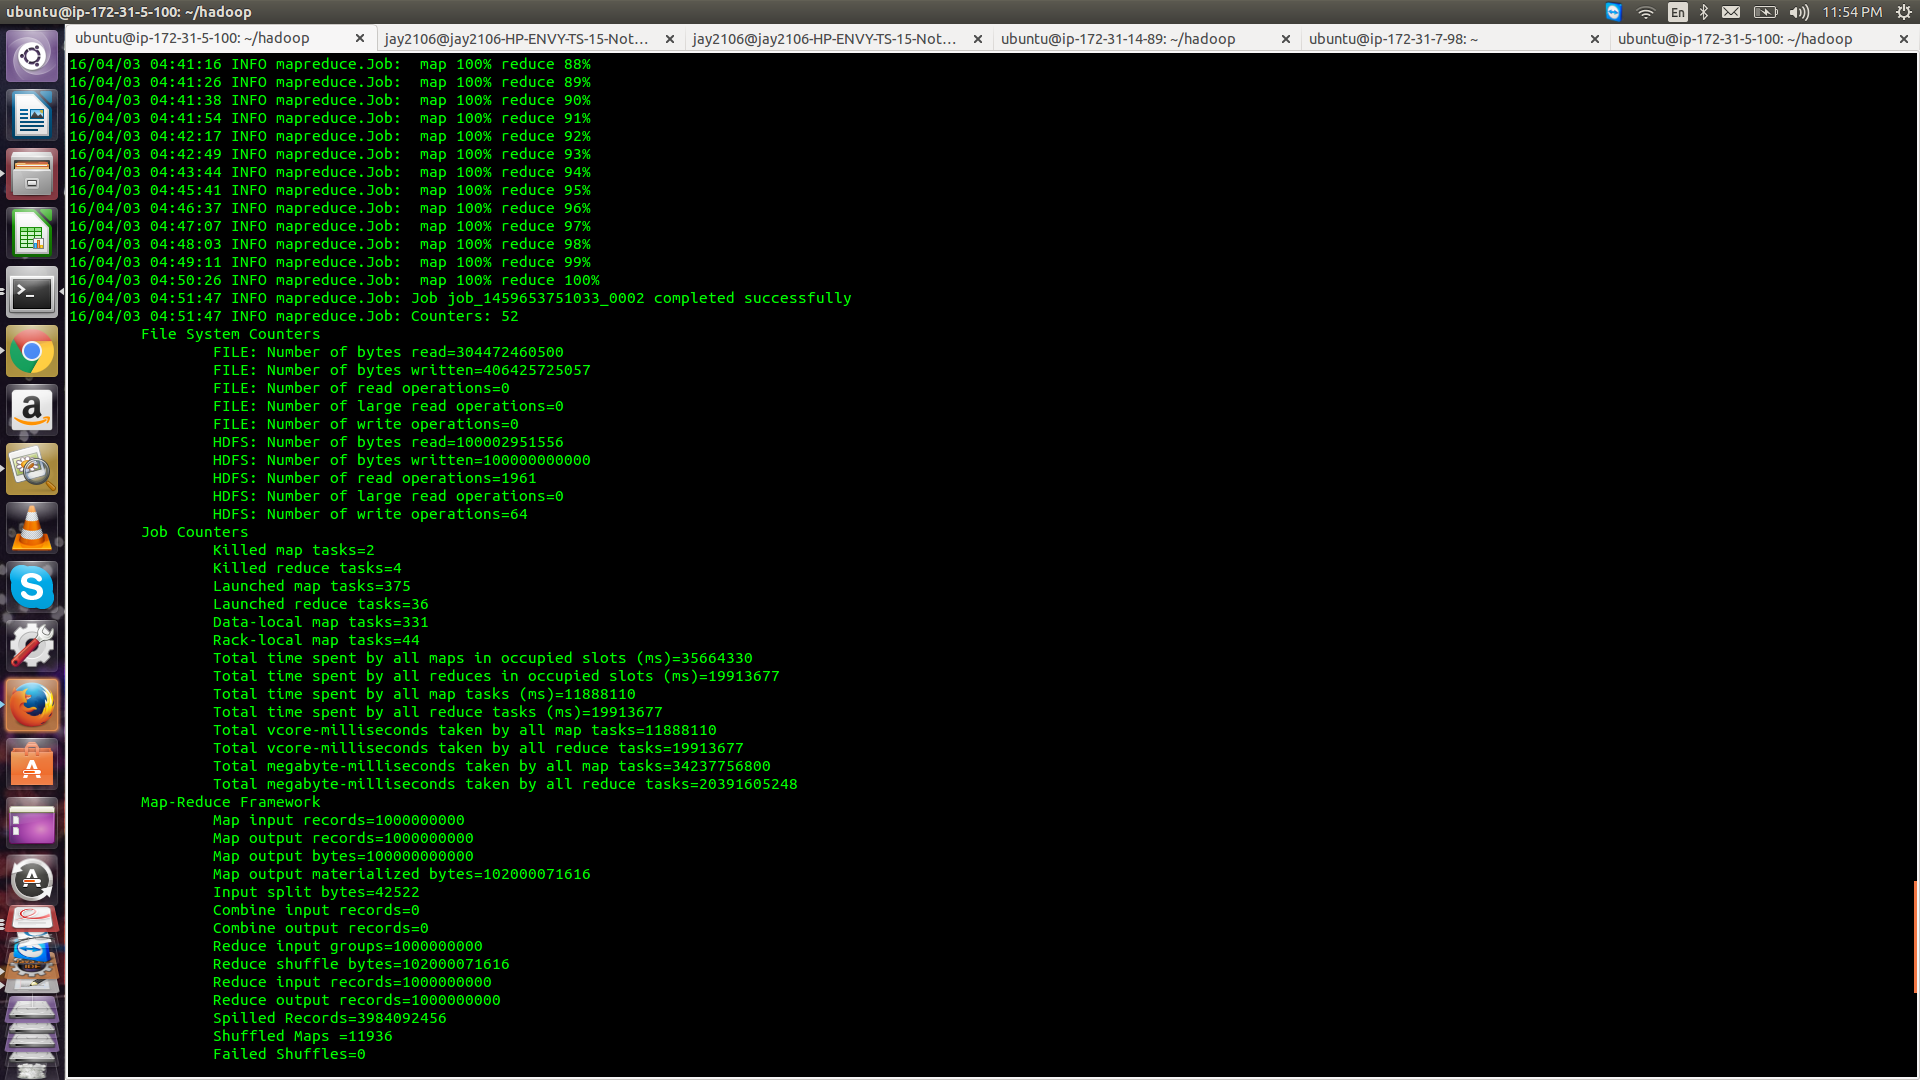 ubuntu@ip-172-31-5-100: ~/hadoop
En
11:54 PM
ubuntu@ip-172-31-5-100: ~/hadoop
jay2106@jay2106-HP-ENVY-TS-15-Not...
jay2106@jay2106-HP-ENVY-TS-15-Not...
ubuntu@ip-172-31-14-89: ~/hadoop
ubuntu@ip-172-31-7-98: ~
ubuntu@ip-172-31-5-100: ~/hadoop
16/04/03 04:41:16 INFO mapreduce.Job:  map 100% reduce 88%
16/04/03 04:41:26 INFO mapreduce.Job:  map 100% reduce 89%
16/04/03 04:41:38 INFO mapreduce.Job:  map 100% reduce 90%
16/04/03 04:41:54 INFO mapreduce.Job:  map 100% reduce 91%
16/04/03 04:42:17 INFO mapreduce.Job:  map 100% reduce 92%
16/04/03 04:42:49 INFO mapreduce.Job:  map 100% reduce 93%
16/04/03 04:43:44 INFO mapreduce.Job:  map 100% reduce 94%
16/04/03 04:45:41 INFO mapreduce.Job:  map 100% reduce 95%
16/04/03 04:46:37 INFO mapreduce.Job:  map 100% reduce 96%
16/04/03 04:47:07 INFO mapreduce.Job:  map 100% reduce 97%
16/04/03 04:48:03 INFO mapreduce.Job:  map 100% reduce 98%
16/04/03 04:49:11 INFO mapreduce.Job:  map 100% reduce 99%
16/04/03 04:50:26 INFO mapreduce.Job:  map 100% reduce 100%
16/04/03 04:51:47 INFO mapreduce.Job: Job job_1459653751033_0002 completed successfully
16/04/03 04:51:47 INFO mapreduce.Job: Counters: 52
File System Counters
FILE: Number of bytes read=304472460500
FILE: Number of bytes written=406425725057
FILE: Number of read operations=0
FILE: Number of large read operations=0
FILE: Number of write operations=0
HDFS: Number of bytes read=100002951556
HDFS: Number of bytes written=100000000000
HDFS: Number of read operations=1961
HDFS: Number of large read operations=0
HDFS: Number of write operations=64
Job Counters
Killed map tasks=2
Killed reduce tasks=4
Launched map tasks=375
Launched reduce tasks=36
Data-local map tasks=331
Rack-local map tasks=44
Total time spent by all maps in occupied slots (ms)=35664330
Total time spent by all reduces in occupied slots (ms)=19913677
Total time spent by all map tasks (ms)=11888110
Total time spent by all reduce tasks (ms)=19913677
Total vcore-milliseconds taken by all map tasks=11888110
Total vcore-milliseconds taken by all reduce tasks=19913677
Total megabyte-milliseconds taken by all map tasks=34237756800
Total megabyte-milliseconds taken by all reduce tasks=20391605248
Map-Reduce Framework
Map input records=1000000000
Map output records=1000000000
Map output bytes=100000000000
Map output materialized bytes=102000071616
Input split bytes=42522
Combine input records=0
Combine output records=0
Reduce input groups=1000000000
Reduce shuffle bytes=102000071616
Reduce input records=1000000000
Reduce output records=1000000000
Spilled Records=3984092456
Shuffled Maps =11936
Failed Shuffles=0